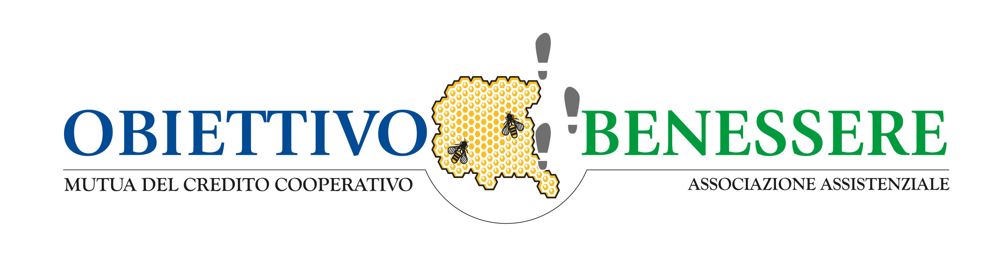 OBIETTIVO BENESSERE
MUTUA DEL CREDITO COOPERATIVO
ASSOCIAZIONE ASSISTENZIALE